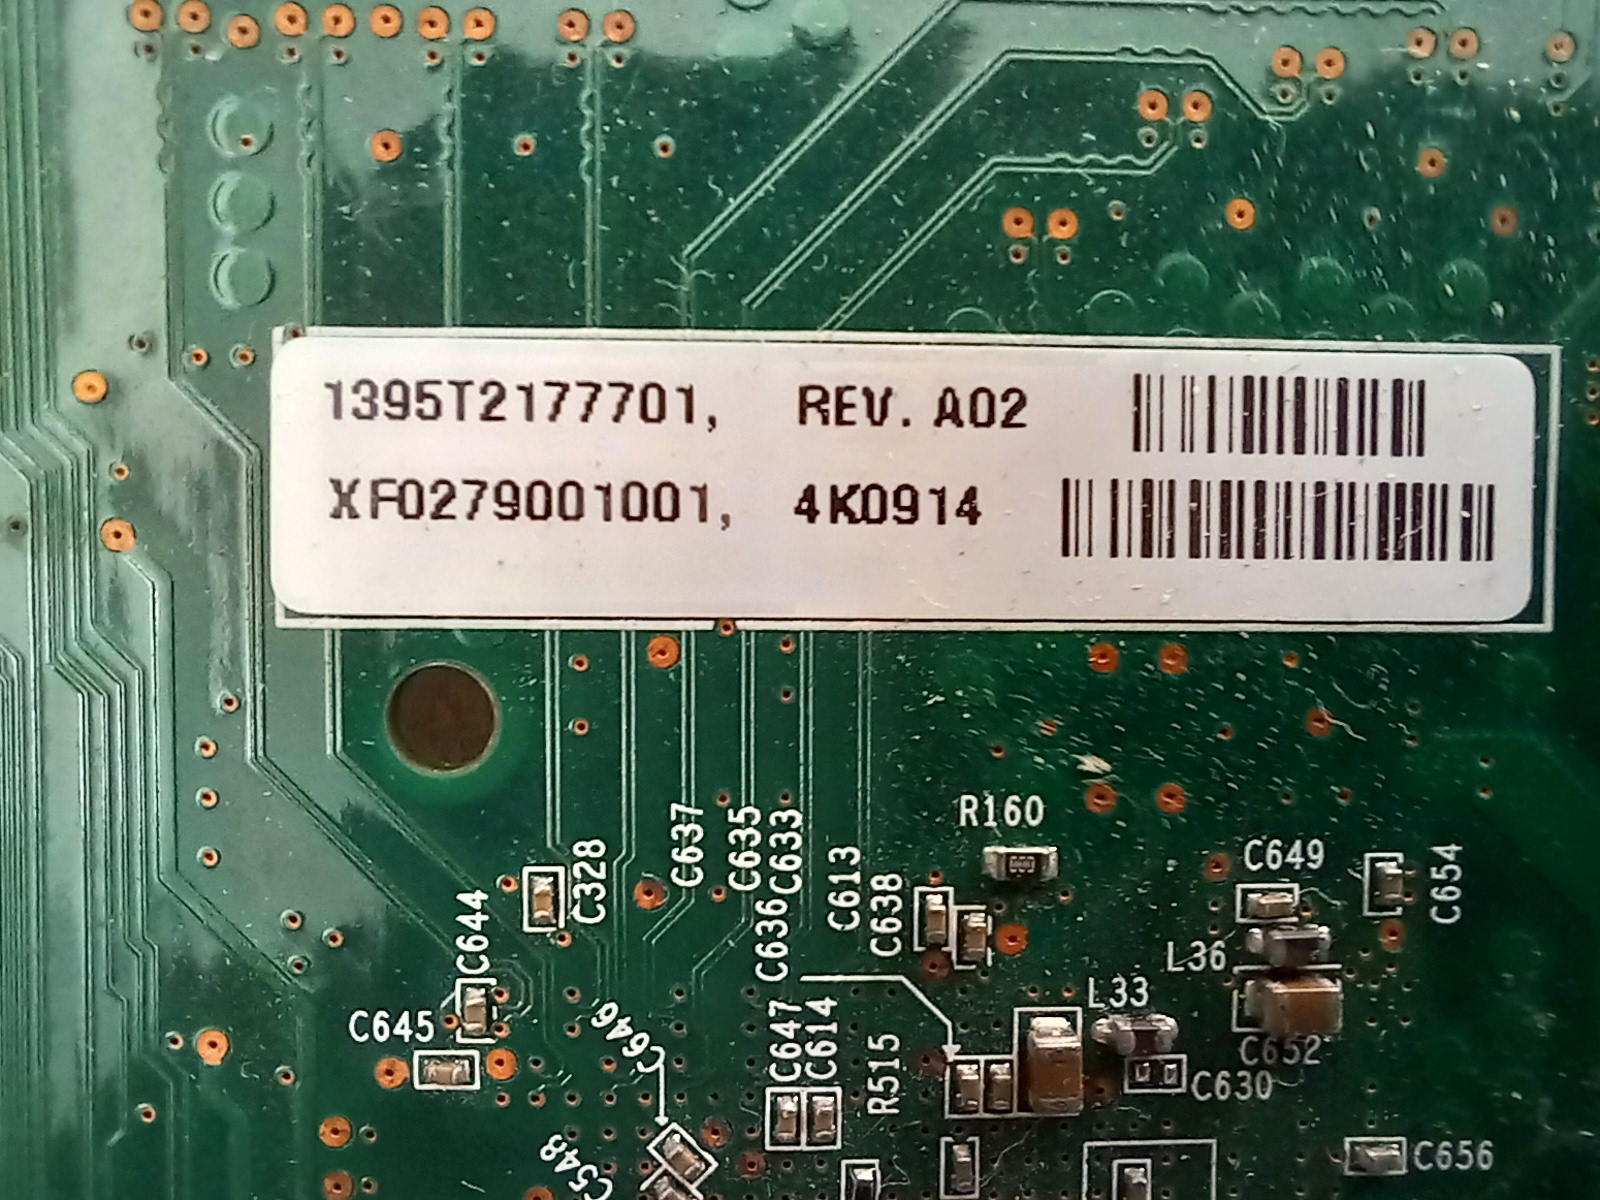 1395T2177701, REV. A02
XF0279001001, 4K0914
R160
C637
C635
C633
C328
C613
C649
C654
C638
C644
C636
L36
L33
C645
C646
C647
C614
R515
C652
C630
C548
C656